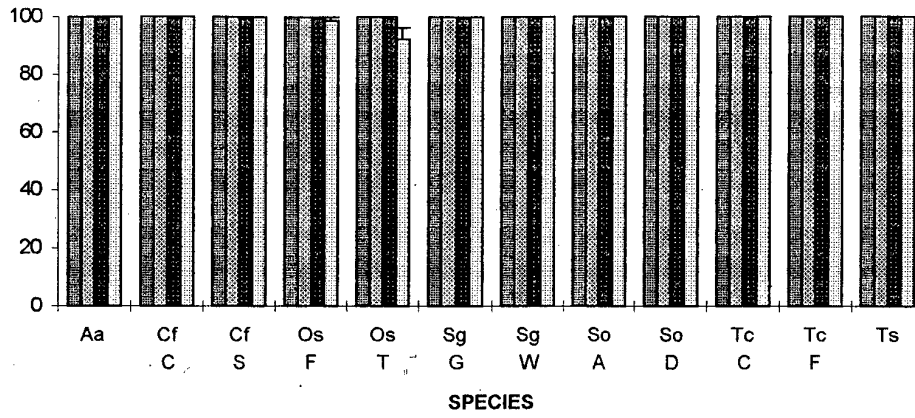 100
80
60
40
20
0
Aa Cf Cf Os Os Sg Sg So So Tc Tc Ts
C S F T G W A D C F
SPECIES